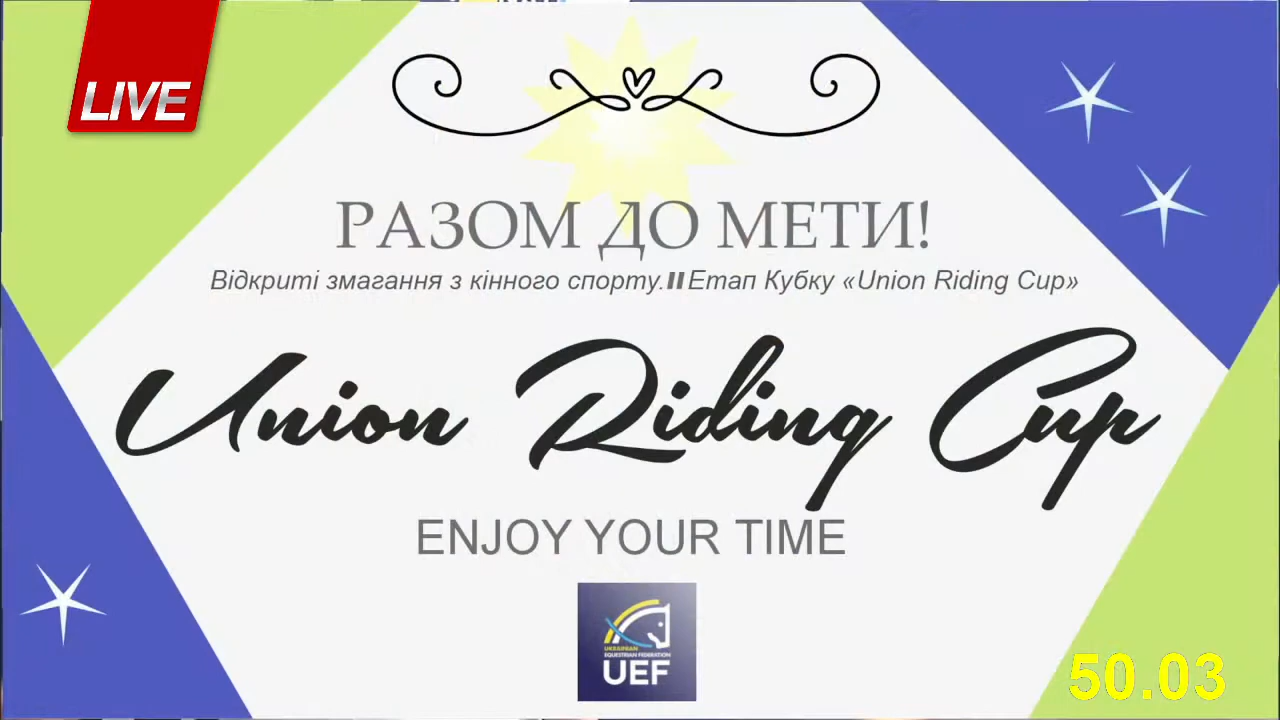 LIVE
РАЗОМ ДО МЕТИ!
Відкриті змагання з кінного спорту.II Етап Кубку «Union Riding Cup»
Union Riding Cup
ENJOY YOUR TIME
UKRAINIAN
EQUESTRIAN FEDERATION
UEF
50.03